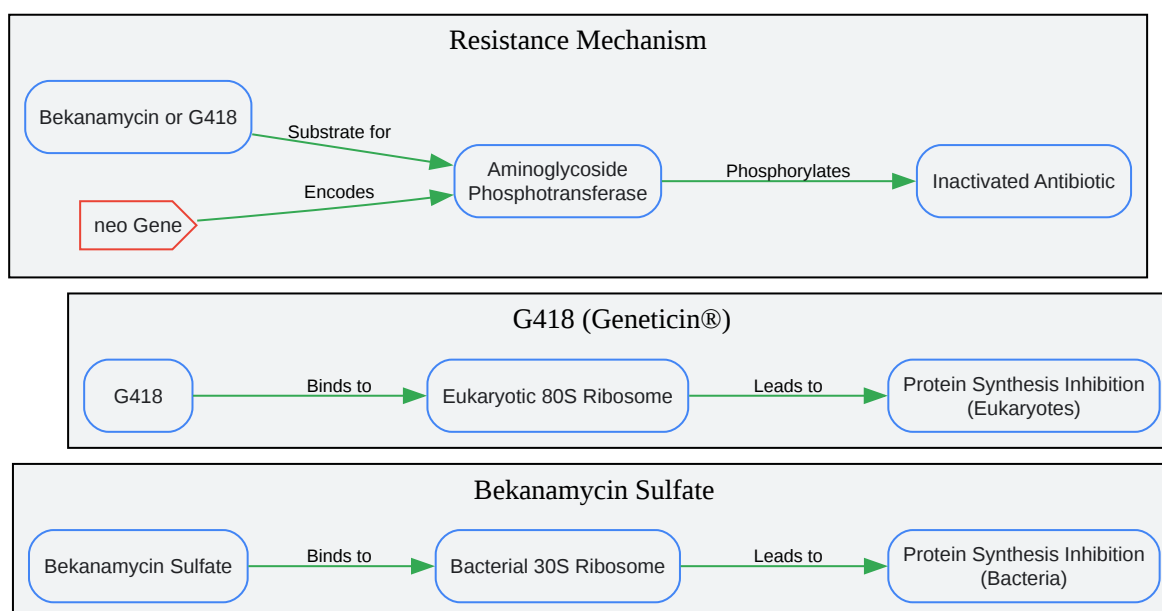 Resistance Mechanism
Bekanamycin or G418
Substrate for
Aminoglycoside
Phosphotransferase
Phosphorylates
Inactivated Antibiotic
Encodes
neo Gene
G418 (Geneticin®)
G418
Binds to
Eukaryotic 80S Ribosome
Leads to
Protein Synthesis Inhibition
(Eukaryotes)
Bekanamycin Sulfate
Bekanamycin Sulfate
Binds to
Bacterial 30S Ribosome
Leads to
Protein Synthesis Inhibition
(Bacteria)